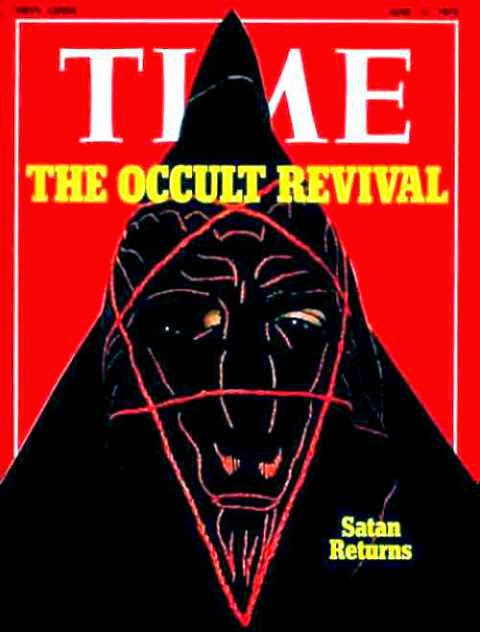 TIME
THE OCCULT REVIVAL
Satan
Returns